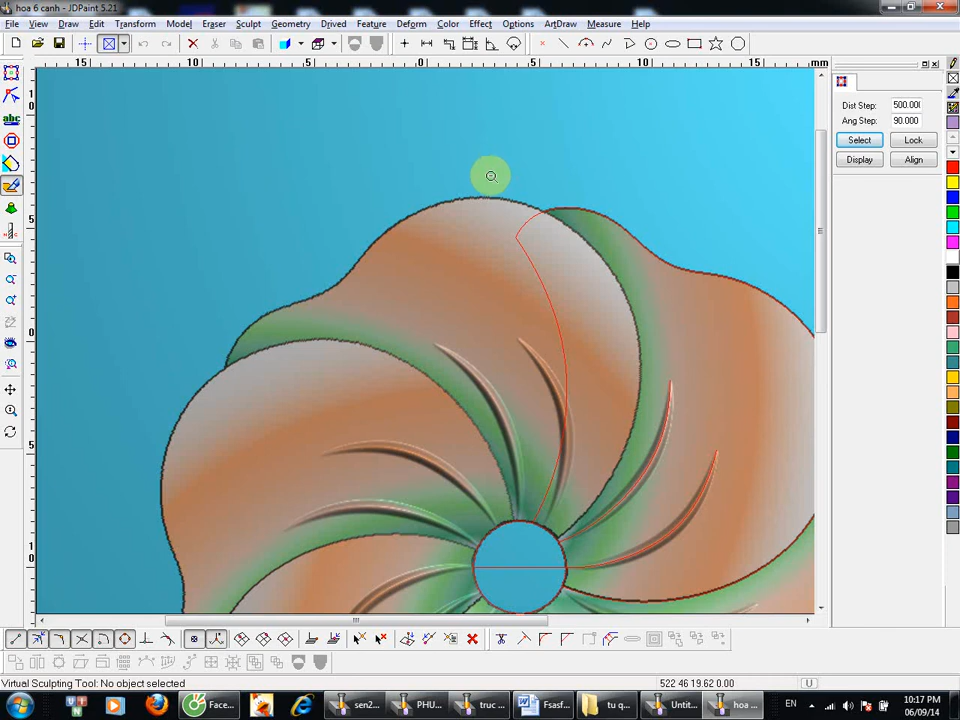 hoa 6 canh - JDPaint 5.21
File View Draw Edit Transform Model Eraser Sculpt Geometry Drived Feature Deform Color Effect Options ArtDraw Measure Help
15 10 5 0 5 10 15 mm
Dist Step: 500.00
Ang Step: 90.000
Select Lock
Display Align
abc
Virtual Sculpting Tool: No object selected
522 46 19.62 0.00
U
Face...
sen2...
PHU...
truc ...
Fsasf...
tu q...
Untit...
hoa ...
EN
10:17 PM
06/09/14